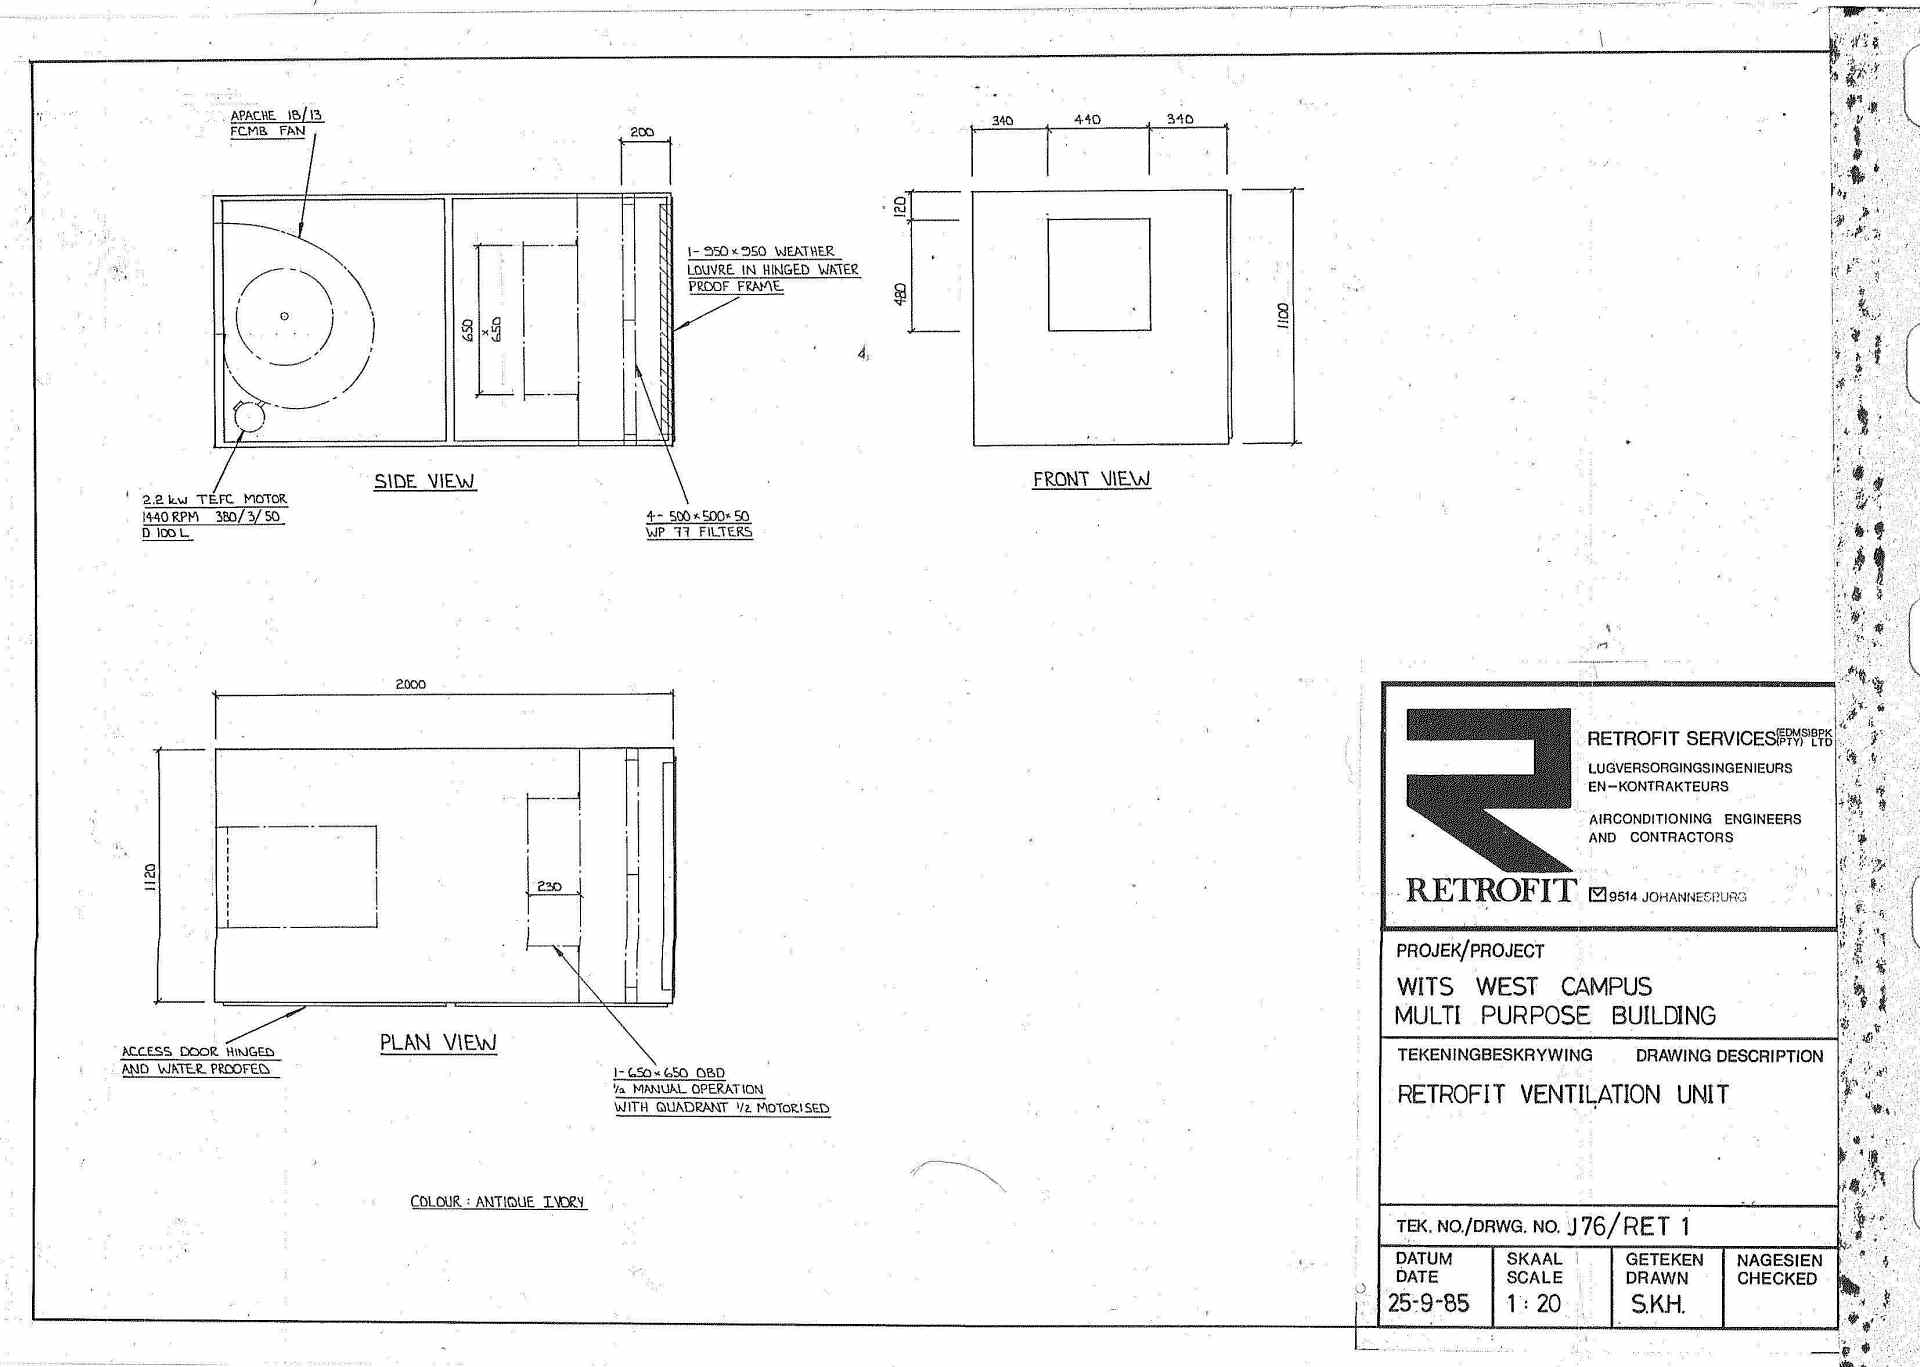 APACHE 18/13
FCMB FAN
200
1-950×950 WEATHER
LOUVRE IN HINGED WATER
PROOF FRAME
650
×
650
SIDE VIEW
2.2 kW TEFC MOTOR
1440 RPM 380/3/50
D 100 L
4-500×500×50
WP 77 FILTERS
340
440
340
120
480
1100
FRONT VIEW
2000
1120
230
PLAN VIEW
ACCESS DOOR HINGED
AND WATER PROOFED
1-650×650 OBD
1/2 MANUAL OPERATION
WITH QUADRANT 1/2 MOTORISED
COLOUR : ANTIQUE IVORY
RETROFIT SERVICES (EDMS)BPK
(PTY) LTD
LUGVERSORGINGSINGENIEURS
EN-KONTRAKTEURS
AIRCONDITIONING ENGINEERS
AND CONTRACTORS
RETROFIT
9514 JOHANNESBURG
PROJEK/PROJECT
WITS WEST CAMPUS
MULTI PURPOSE BUILDING
TEKENINGBESKRYWING DRAWING DESCRIPTION
RETROFIT VENTILATION UNIT
TEK. NO./DRWG. NO. J76/RET 1
DATUM
DATE
25-9-85
SKAAL
SCALE
1 : 20
GETEKEN
DRAWN
S.K.H.
NAGESIEN
CHECKED